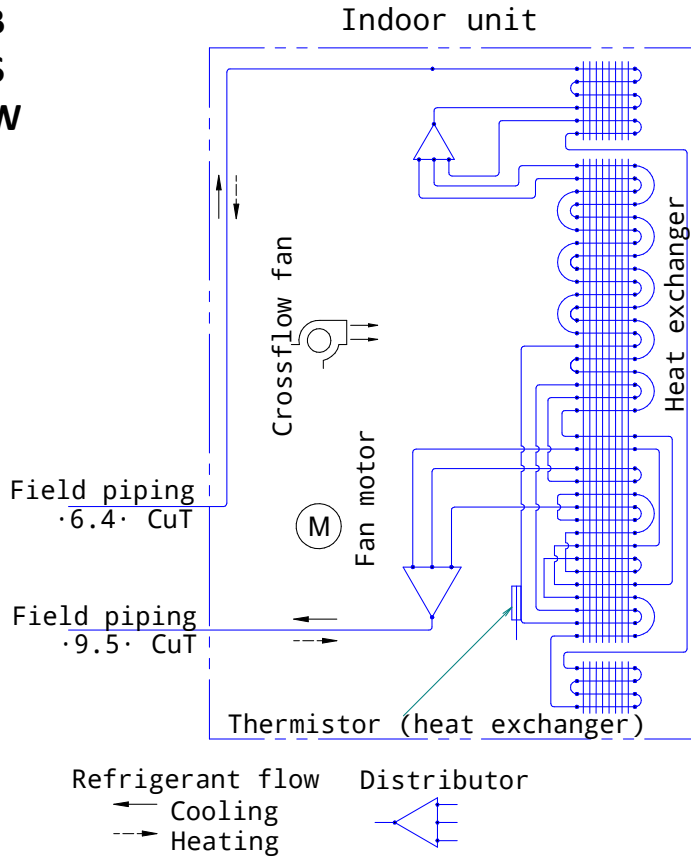 B
S
W
Indoor unit
Crossflow fan
Heat exchanger
Fan motor
M
Field piping
·6.4· CuT
Field piping
·9.5· CuT
Thermistor (heat exchanger)
Refrigerant flow
Cooling
Heating
Distributor